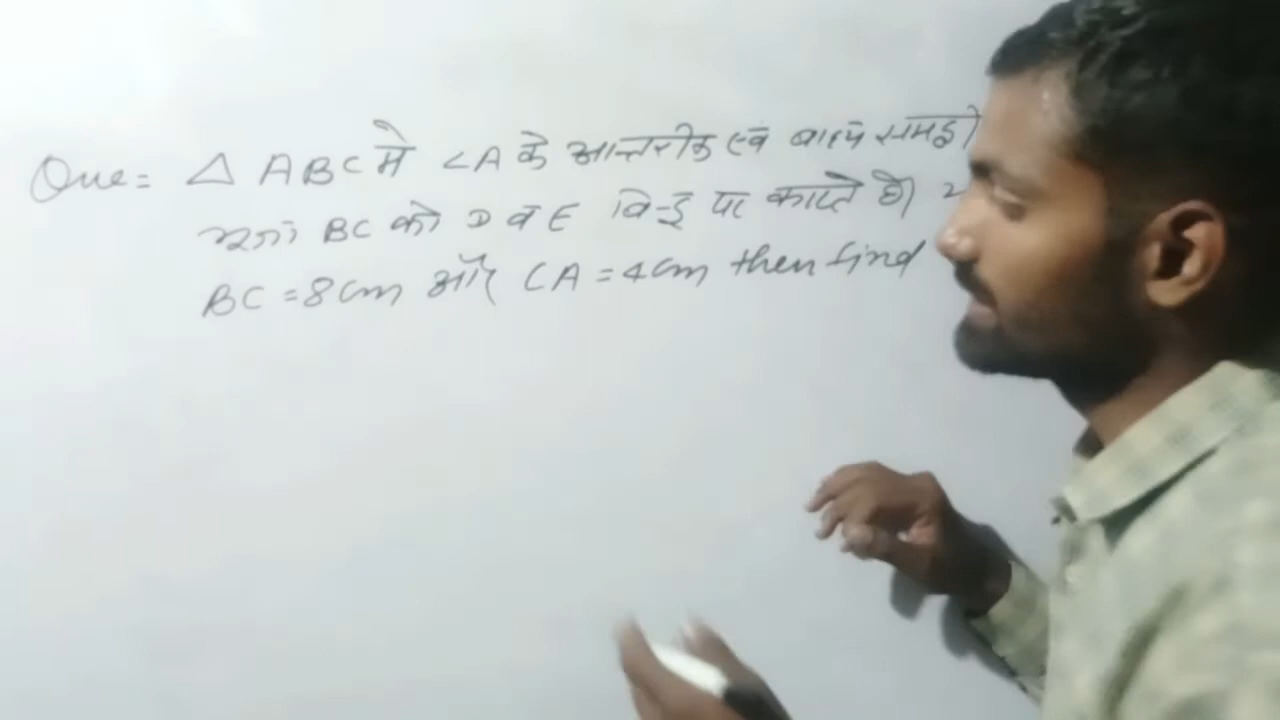 Que = △ ABC मे ∠A के आन्तरीक एवं बाह्य समद्वी
BC को D व E बिन्दु पर काटते है।
BC = 8cm और CA = 4cm then find